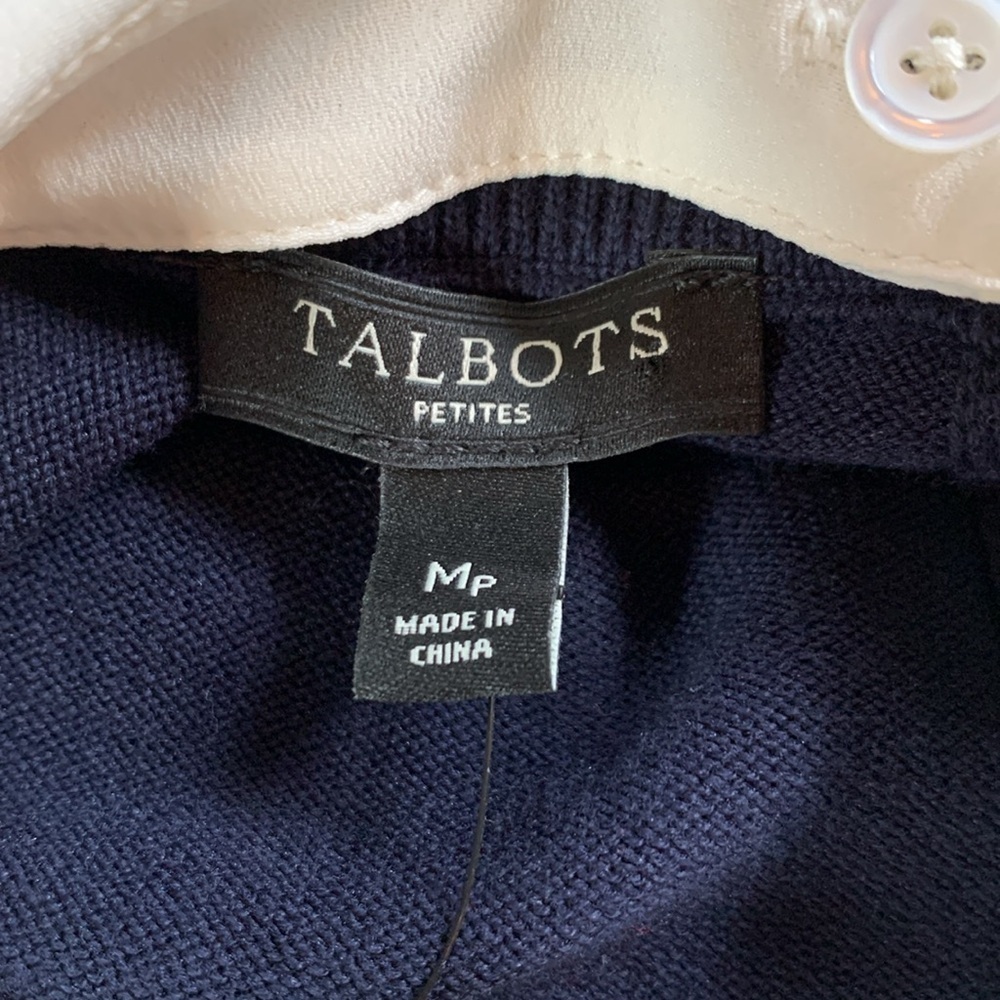 TALBOTS
PETITES
MP
MADE IN
CHINA